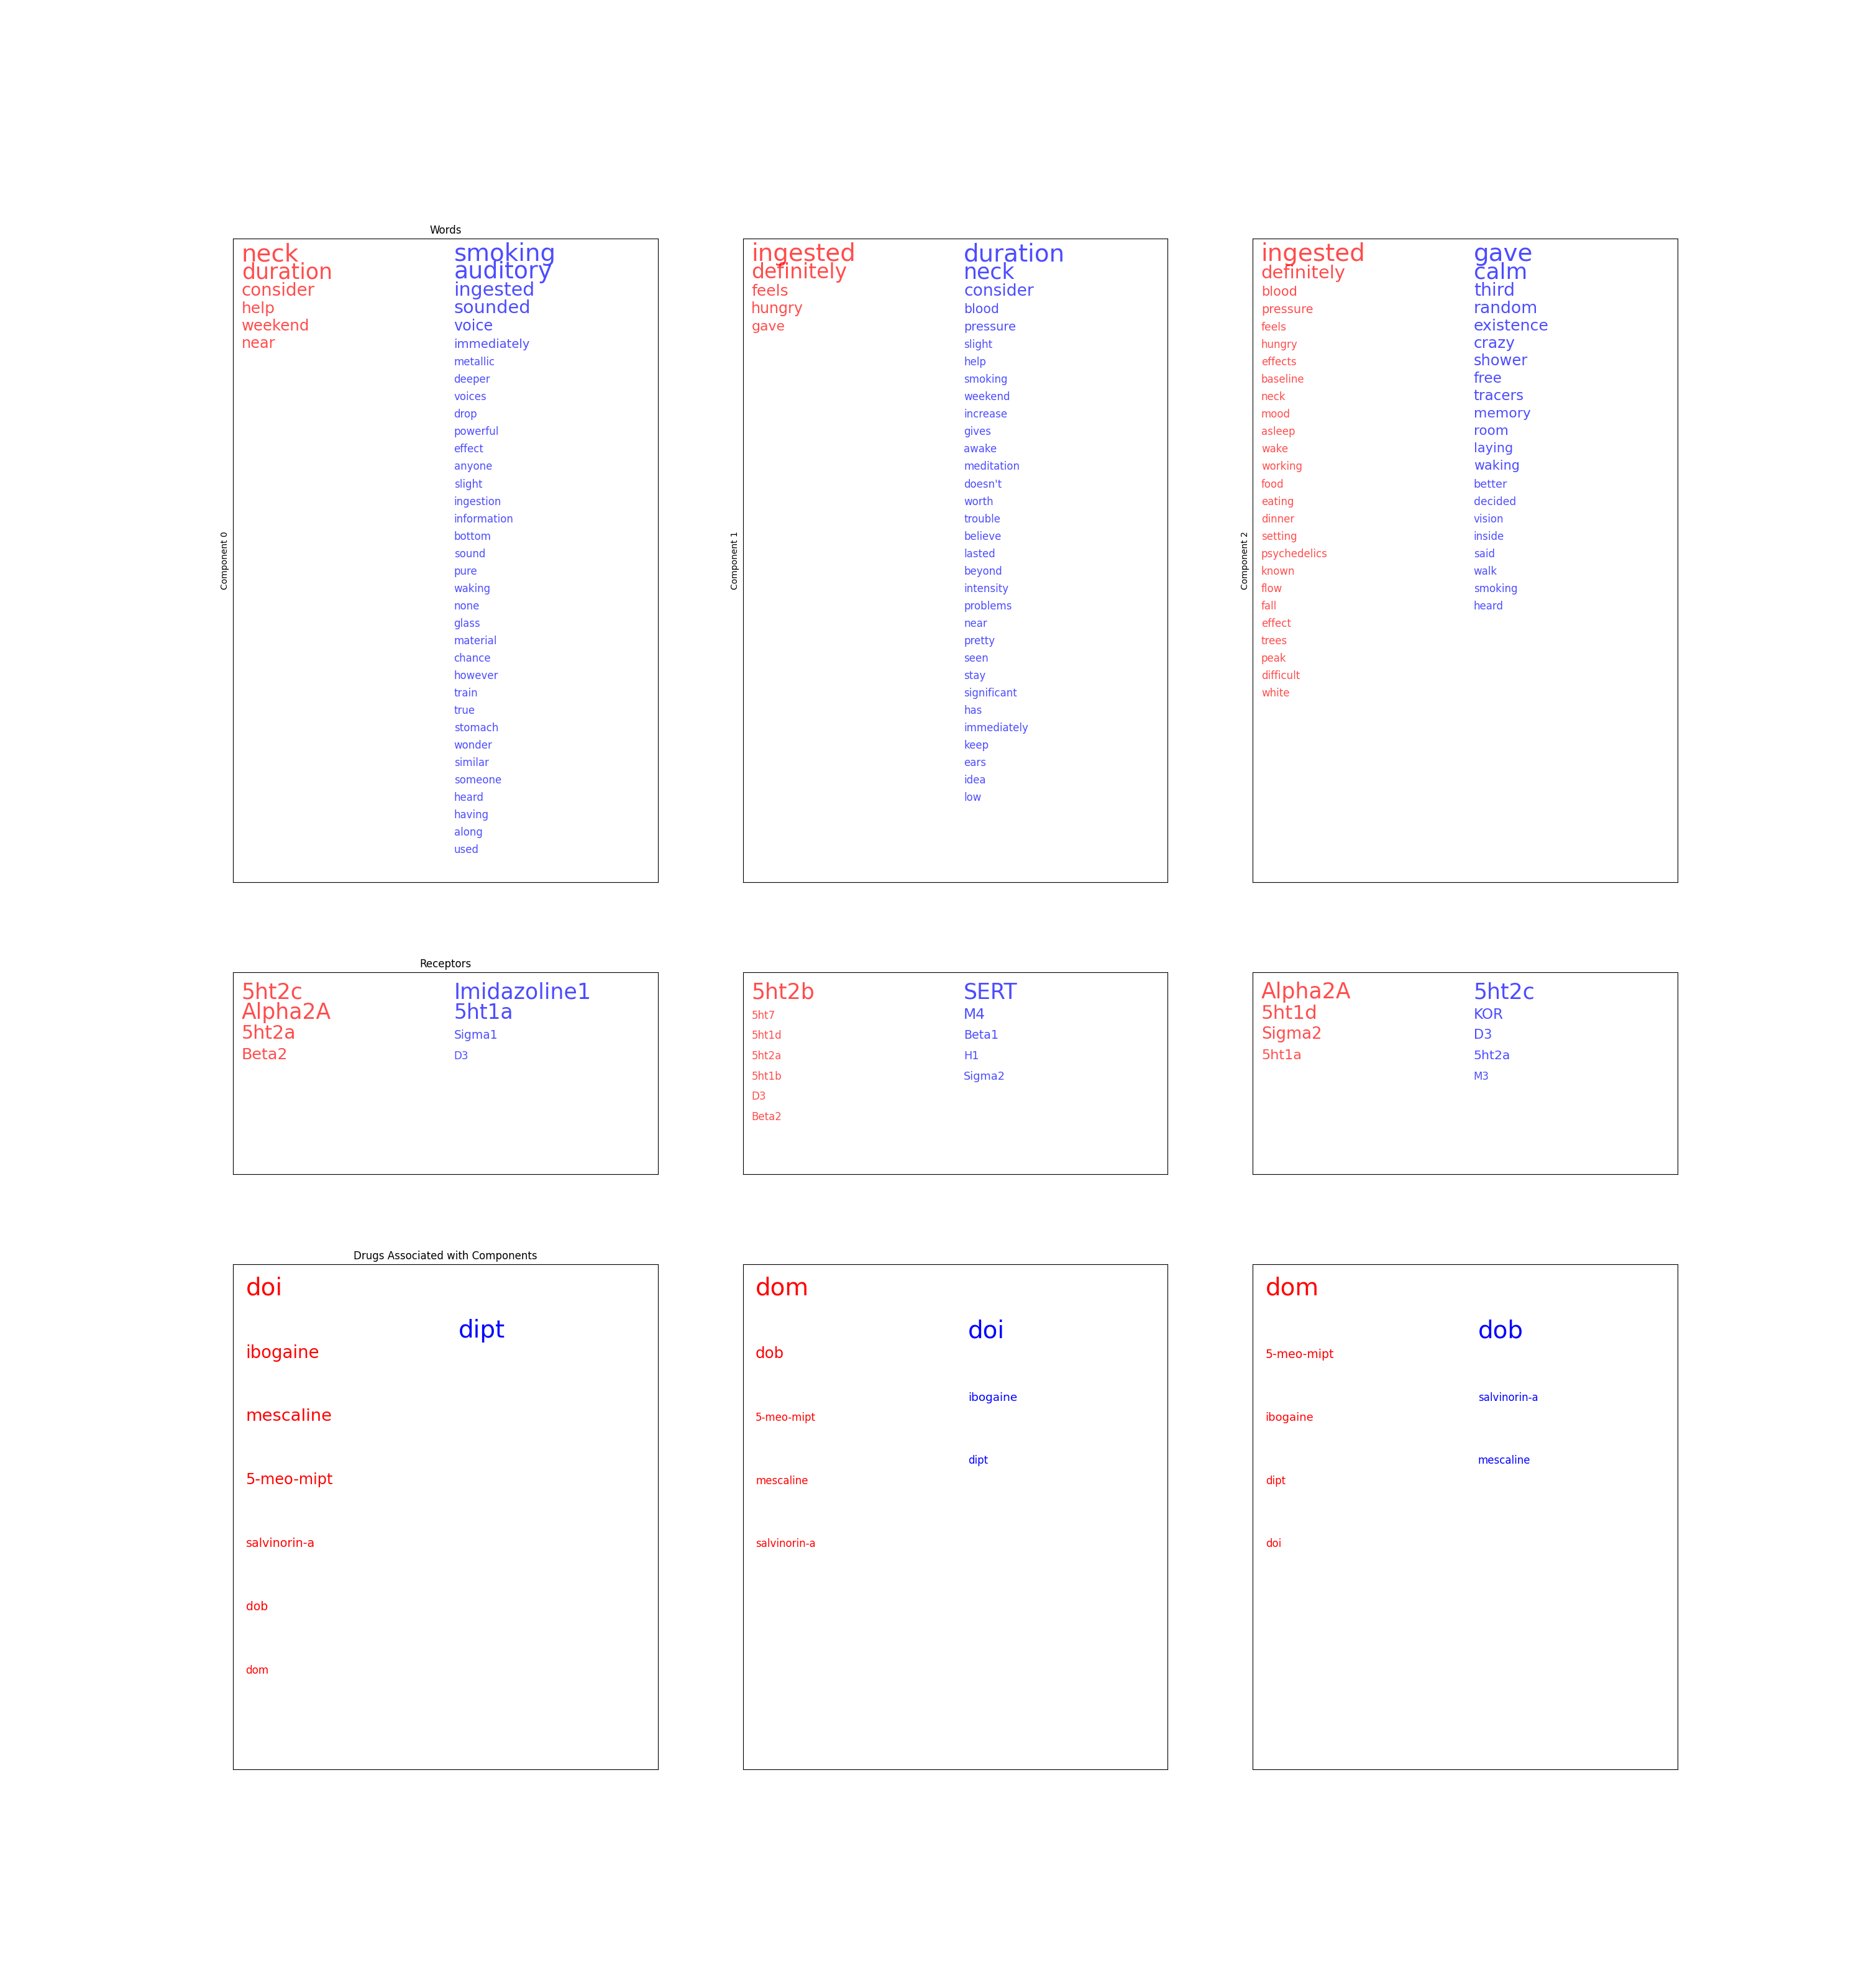 Words
Component 0
neck
duration
consider
help
weekend
near
smoking
auditory
ingested
sounded
voice
immediately
metallic
deeper
voices
drop
powerful
effect
anyone
slight
ingestion
information
bottom
sound
pure
waking
none
glass
material
chance
however
train
true
stomach
wonder
similar
someone
heard
having
along
used
Component 1
ingested
definitely
feels
hungry
gave
duration
neck
consider
blood
pressure
slight
help
smoking
weekend
increase
gives
awake
meditation
doesn't
worth
trouble
believe
lasted
beyond
intensity
problems
near
pretty
seen
stay
significant
has
immediately
keep
ears
idea
low
Component 2
ingested
definitely
blood
pressure
feels
hungry
effects
baseline
neck
mood
asleep
wake
working
food
eating
dinner
setting
psychedelics
known
flow
fall
effect
trees
peak
difficult
white
gave
calm
third
random
existence
crazy
shower
free
tracers
memory
room
laying
waking
better
decided
vision
inside
said
walk
smoking
heard
Receptors
5ht2c
Alpha2A
5ht2a
Beta2
Imidazoline1
5ht1a
Sigma1
D3
5ht2b
5ht7
5ht1d
5ht2a
5ht1b
D3
Beta2
SERT
M4
Beta1
H1
Sigma2
Alpha2A
5ht1d
Sigma2
5ht1a
5ht2c
KOR
D3
5ht2a
M3
Drugs Associated with Components
doi
ibogaine
mescaline
5-meo-mipt
salvinorin-a
dob
dom
dipt
dom
dob
5-meo-mipt
mescaline
salvinorin-a
doi
ibogaine
dipt
dom
5-meo-mipt
ibogaine
dipt
doi
dob
salvinorin-a
mescaline